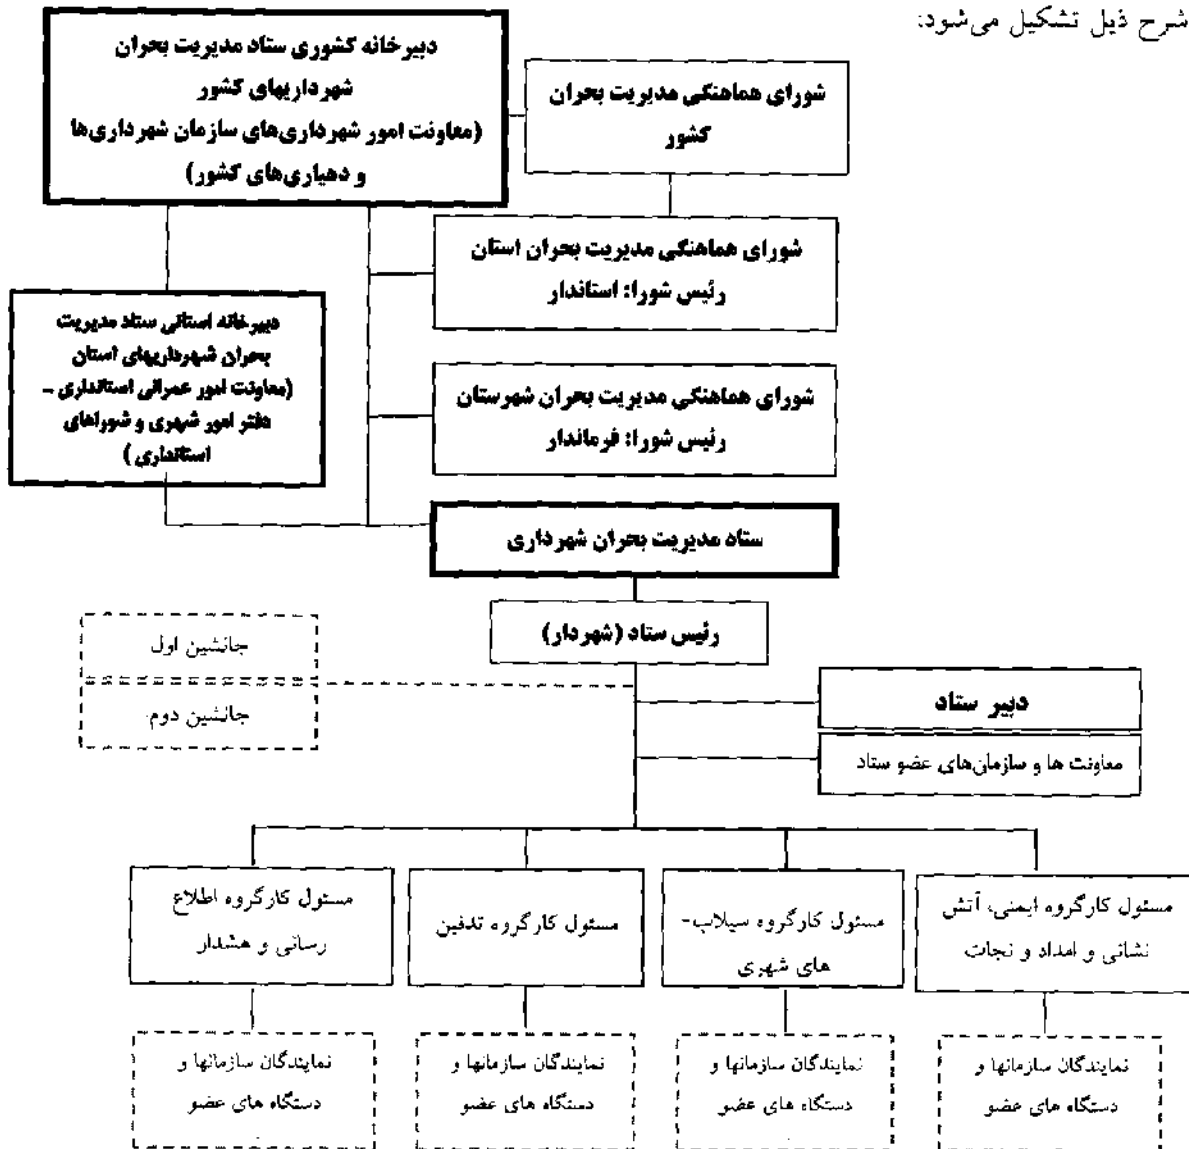 شرح ذیل تشکیل می‌شود:
دبیرخانه کشوری ستاد مدیریت بحران
شهرداریهای کشور
(معاونت امور شهرداری‌های سازمان شهرداری‌ها
و دهیاری‌های کشور)
شورای هماهنگی مدیریت بحران
کشور
شورای هماهنگی مدیریت بحران استان
رئیس شورا: استاندار
دبیرخانه استانی ستاد مدیریت
بحران شهرداریهای استان
(معاونت امور عمرانی استانداری –
دفتر امور شهری و شوراهای
استانداری)
شورای هماهنگی مدیریت بحران شهرستان
رئیس شورا: فرماندار
ستاد مدیریت بحران شهرداری
رئیس ستاد (شهردار)
جانشین اول
جانشین دوم
دبیر ستاد
معاونت ها و سازمان‌های عضو ستاد
مسئول کارگروه ایمنی، آتش
نشانی و امداد و نجات
مسئول کارگروه سیلاب-
های شهری
مسئول کارگروه تدفین
مسئول کارگروه اطلاع
رسانی و هشدار
نمایندگان سازمانها و
دستگاه های عضو
نمایندگان سازمانها و
دستگاه های عضو
نمایندگان سازمانها و
دستگاه های عضو
نمایندگان سازمانها و
دستگاه های عضو